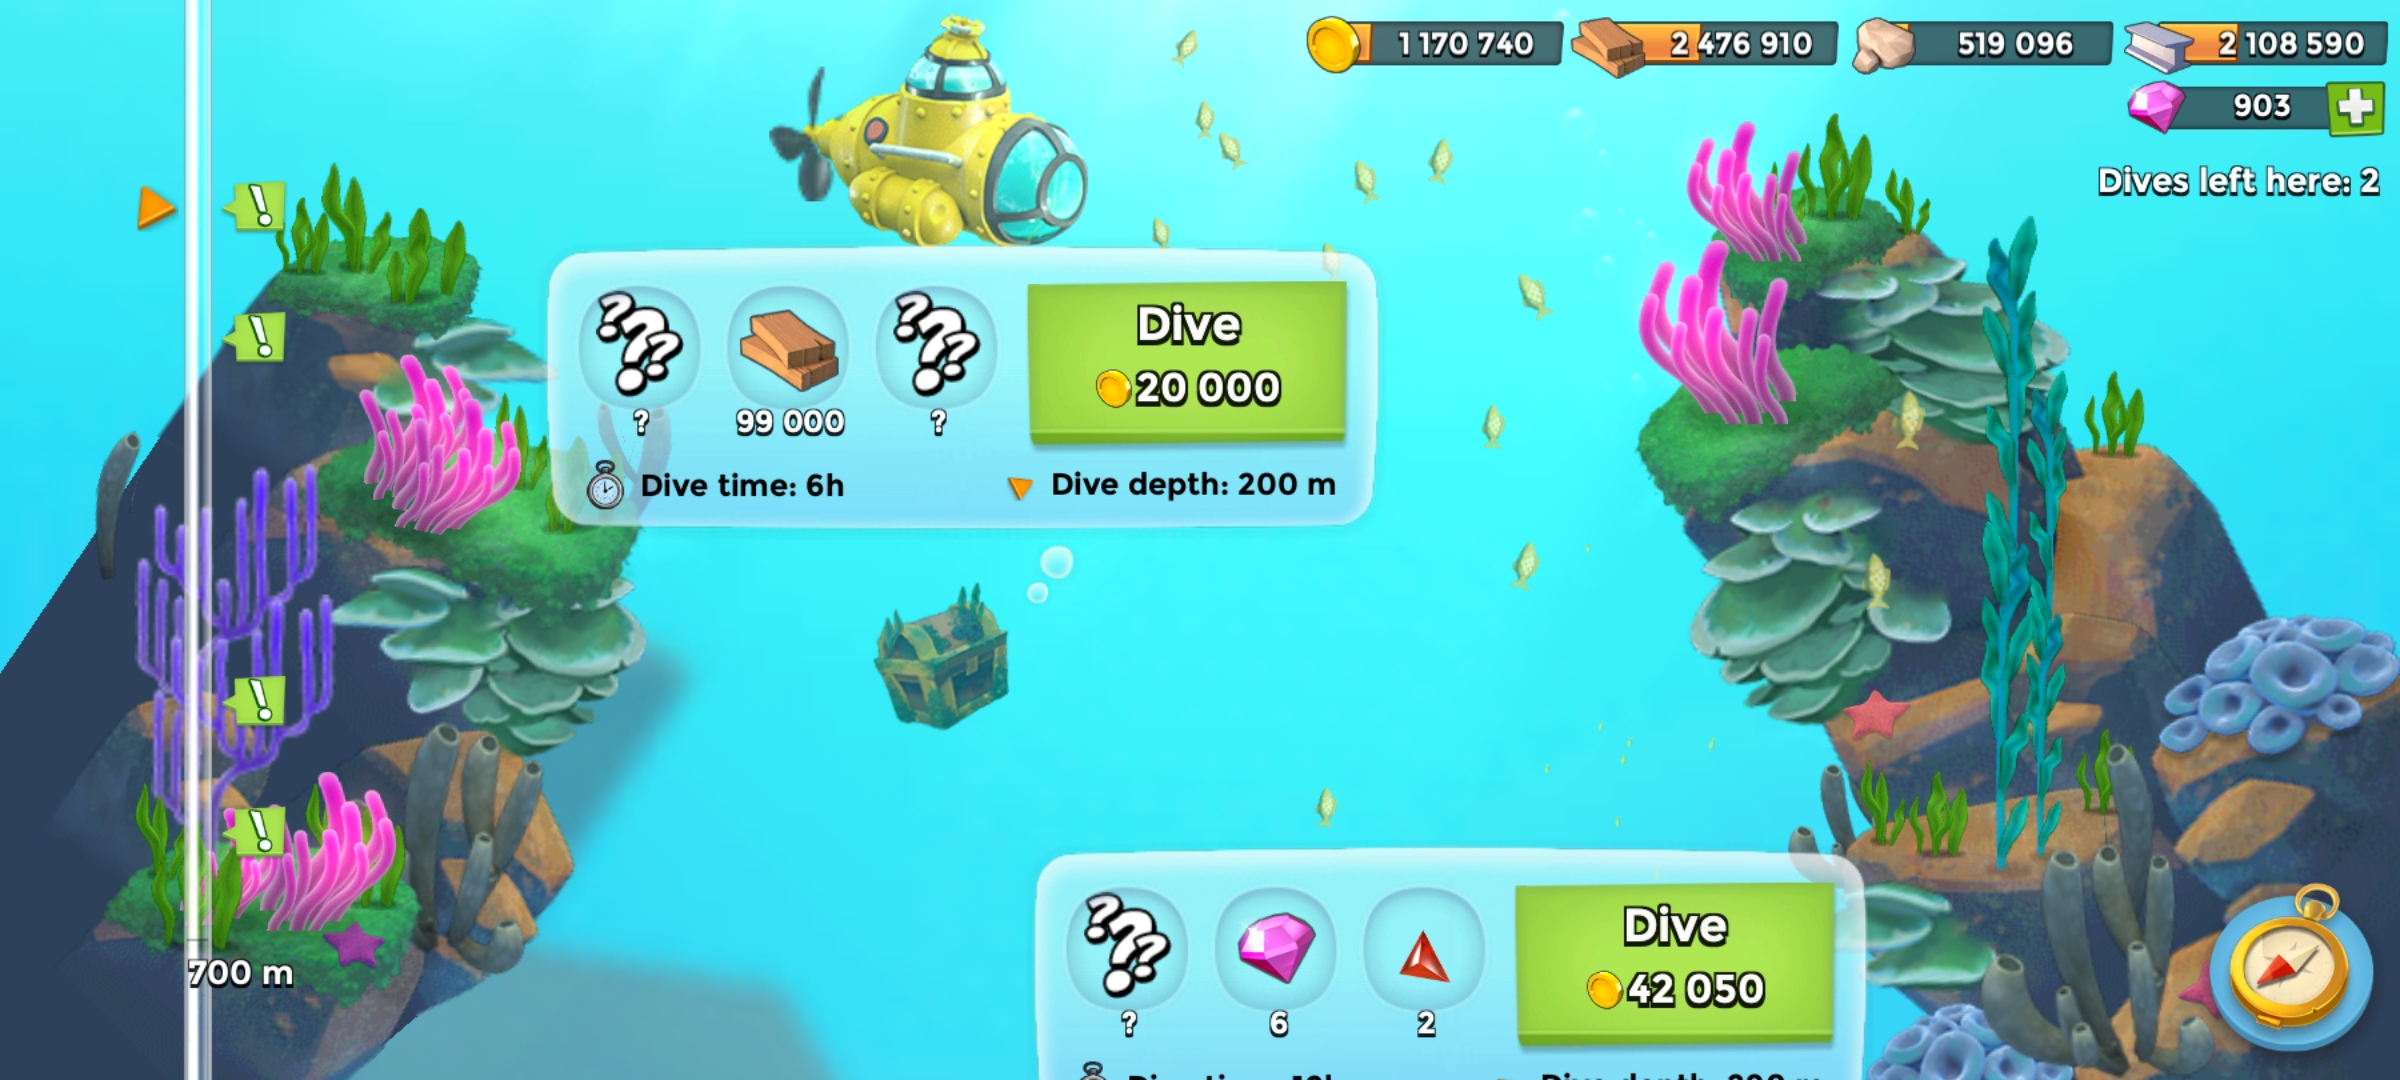 1 170 740
2 476 910
519 096
2 108 590
903
Dives left here: 2
!
!
???
???
Dive
20 000
?
99 000
?
Dive time: 6h
Dive depth: 200 m
!
!
700 m
???
Dive
42 050
?
6
2